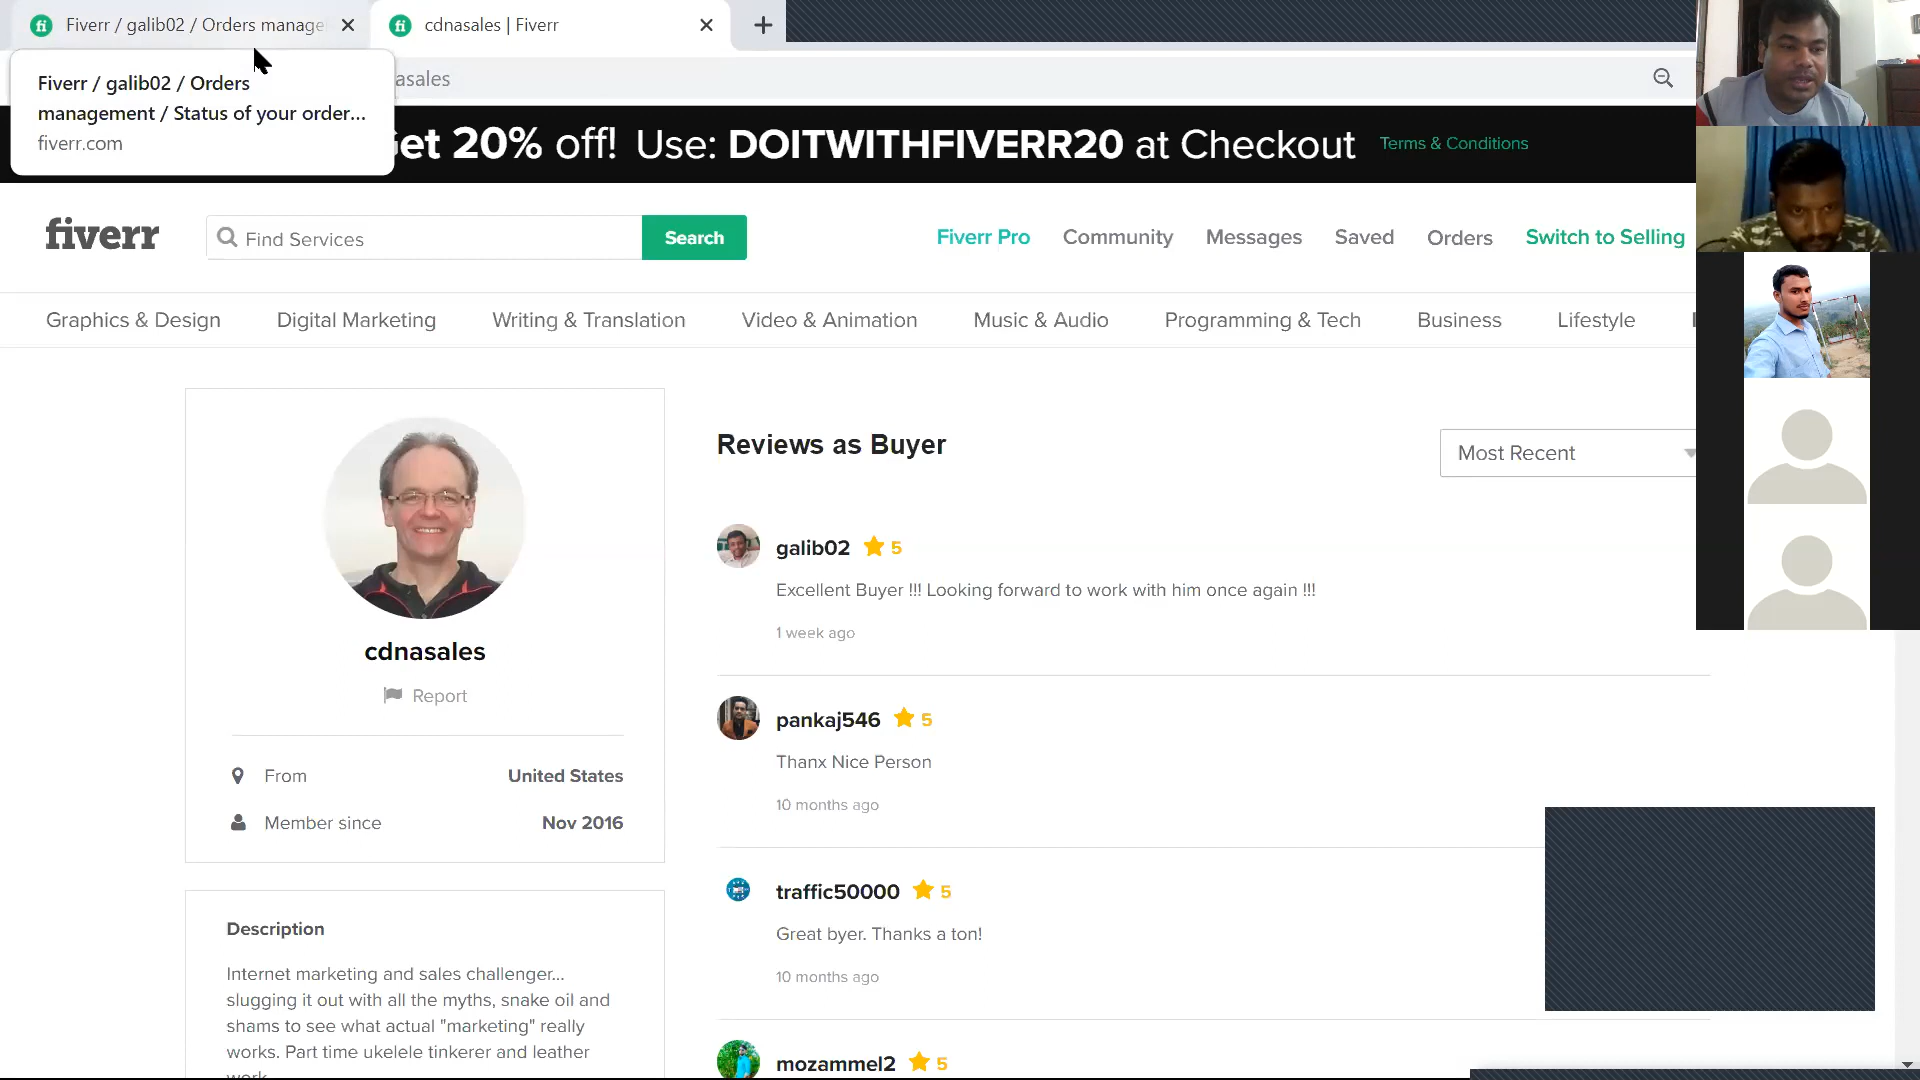 Fiverr / galib02 / Orders manage
cdnasales | Fiverr
Fiverr / galib02 / Orders
management / Status of your order...
fiverr.com
asales
Get 20% off! Use: DOITWITHFIVERR20 at Checkout
Terms & Conditions
fiverr
Find Services
Search
Fiverr Pro
Community
Messages
Saved
Orders
Switch to Selling
Graphics & Design
Digital Marketing
Writing & Translation
Video & Animation
Music & Audio
Programming & Tech
Business
Lifestyle
cdnasales
Report
From United States
Member since Nov 2016
Description
Internet marketing and sales challenger...
slugging it out with all the myths, snake oil and
shams to see what actual "marketing" really
works. Part time ukelele tinkerer and leather
work
Reviews as Buyer
Most Recent
galib02 5
Excellent Buyer !!! Looking forward to work with him once again !!!
1 week ago
pankaj546 5
Thanx Nice Person
10 months ago
traffic50000 5
Great byer. Thanks a ton!
10 months ago
mozammel2 5